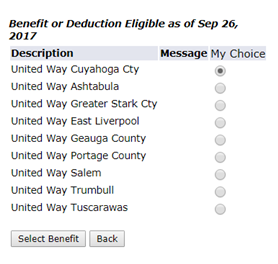 Benefit or Deduction Eligible as of Sep 26,
2017
Description Message My Choice
United Way Cuyahoga Cty
United Way Ashtabula
United Way Greater Stark Cty
United Way East Liverpool
United Way Geauga County
United Way Portage County
United Way Salem
United Way Trumbull
United Way Tuscarawas
Select Benefit Back